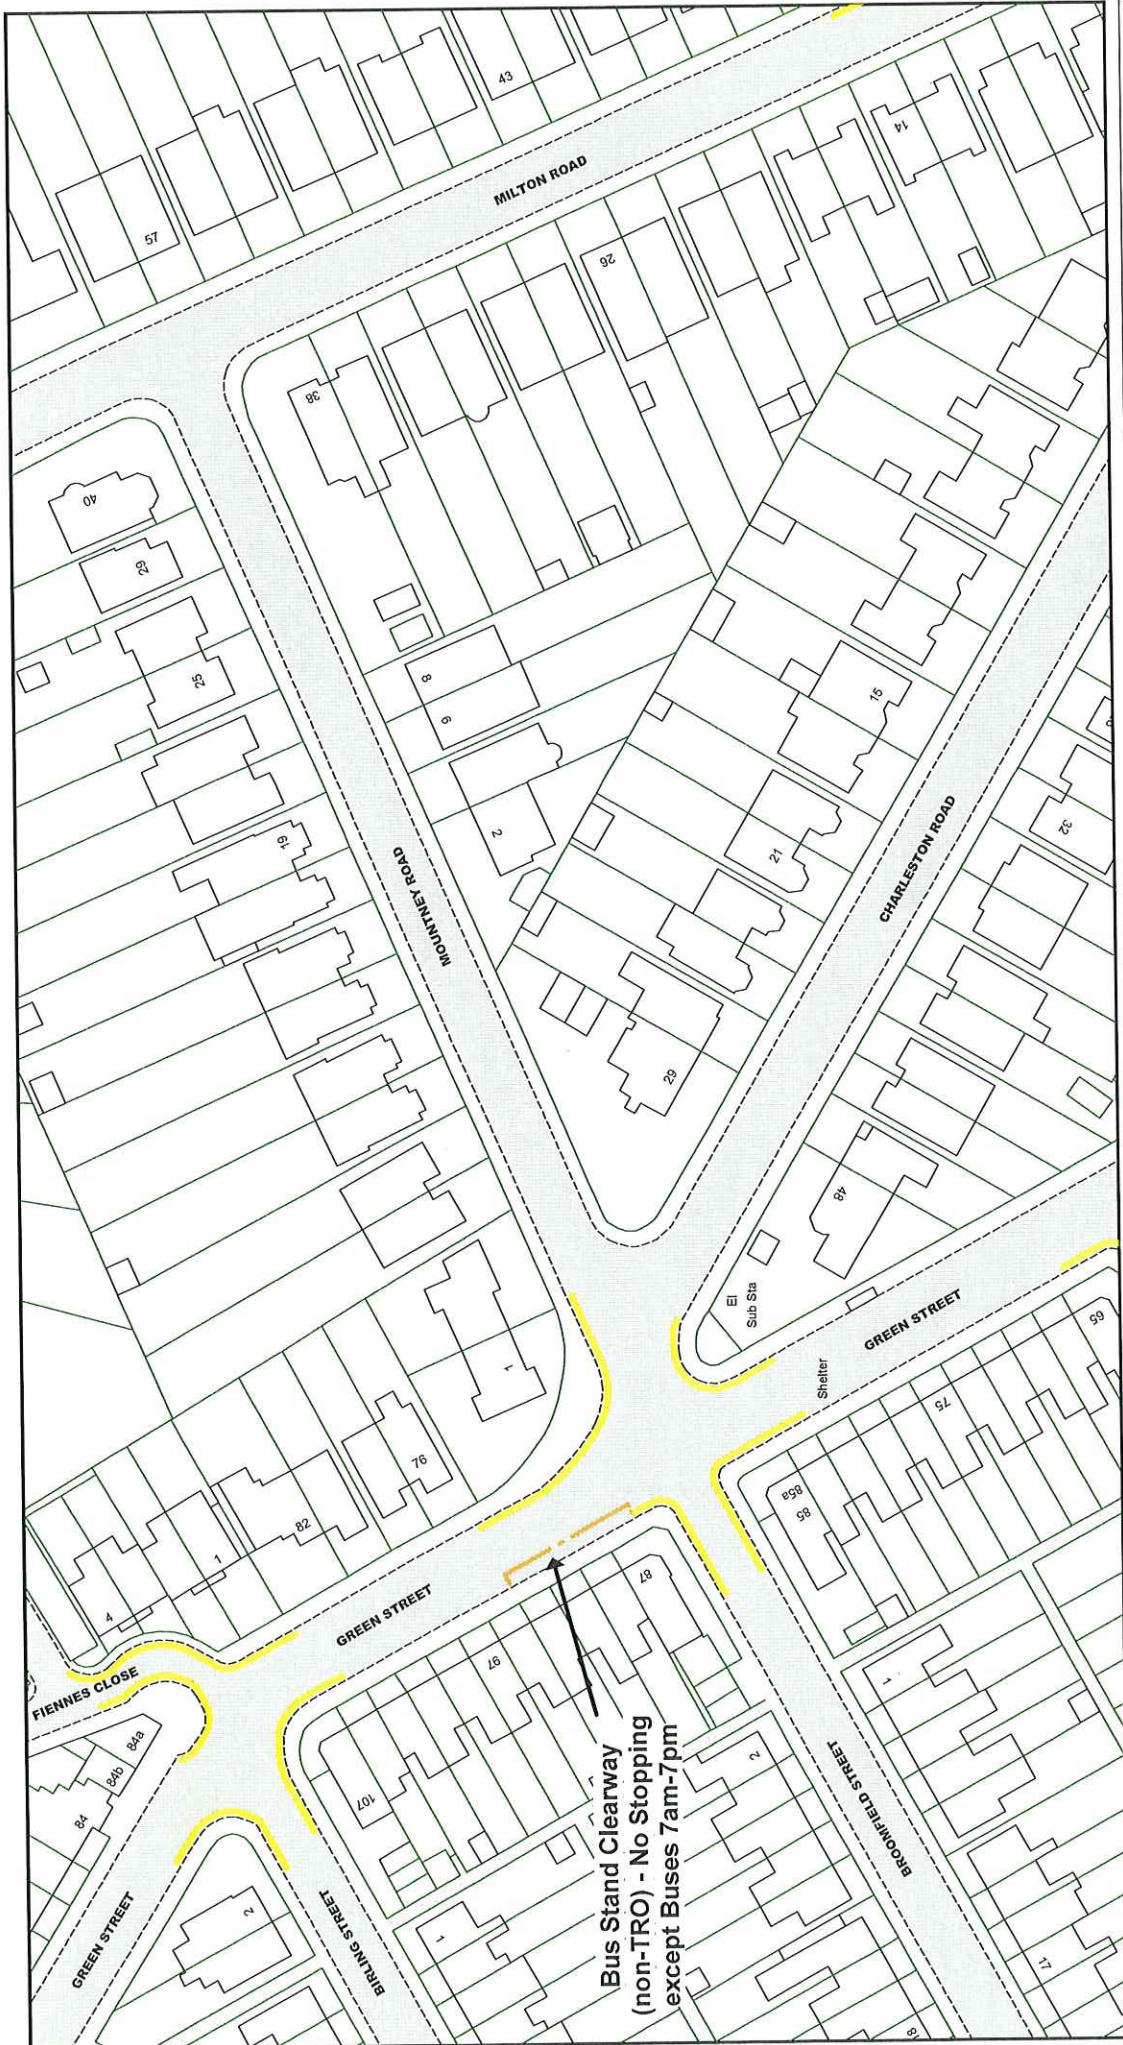 57
43
MILTON ROAD
14
26
38
40
29
25
8
6
19
2
MOUNTNEY ROAD
15
21
29
CHARLESTON ROAD
32
48
El
Sub Sta
Shelter
GREEN STREET
65
75
85a
85
1
76
82
1
4
FIENNES CLOSE
84a
84b
84
GREEN STREET
87
97
107
GREEN STREET
2
BIRLING STREET
1
2
BROOMFIELD STREET
1
17
Bus Stand Clearway
(non-TRO) - No Stopping
except Buses 7am-7pm